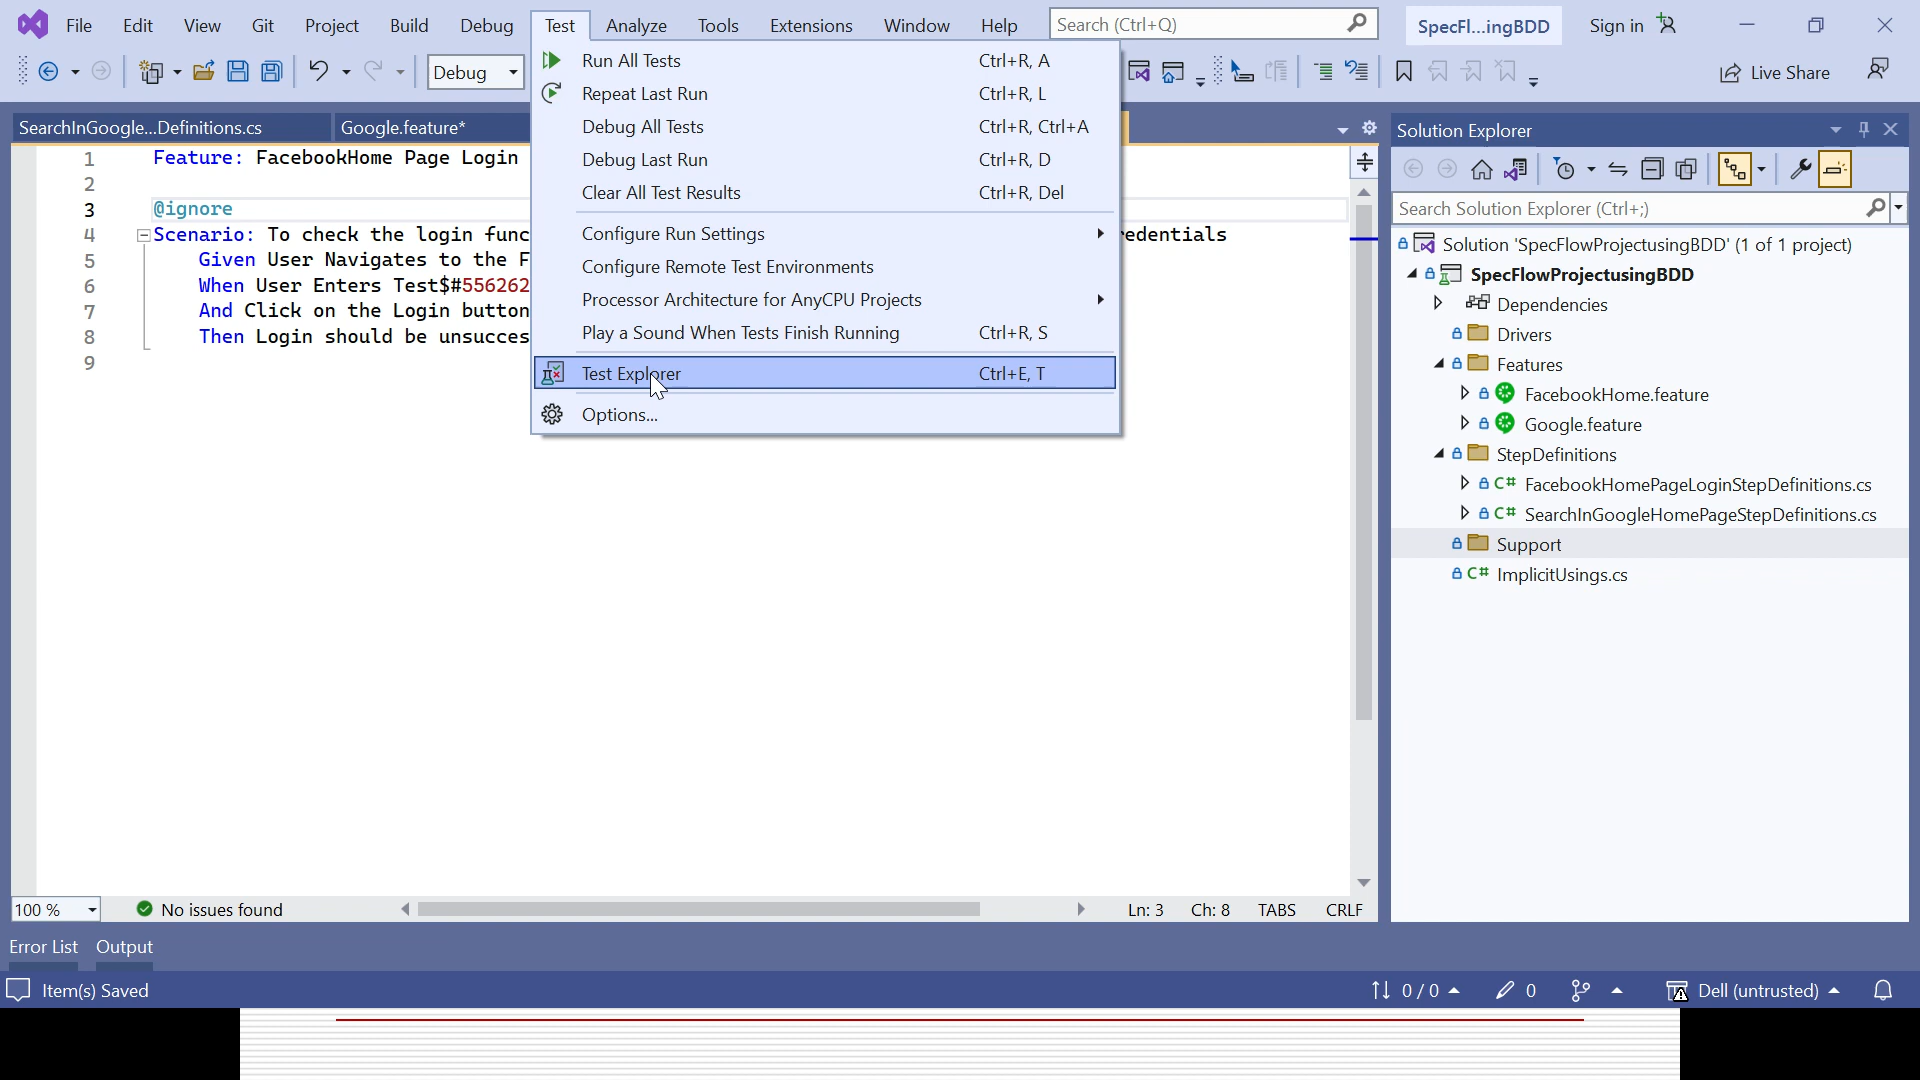 File Edit View Git Project Build Debug Test Analyze Tools Extensions Window Help Search (Ctrl+Q) SpecFl...ingBDD Sign in
Debug Live Share
SearchInGoogle...Definitions.cs Google.feature*
1 Feature: FacebookHome Page Login
2
3 @ignore
4 Scenario: To check the login func edentials
5 Given User Navigates to the F
6 When User Enters Test$#556262
7 And Click on the Login button
8 Then Login should be unsucces
9
Run All Tests Ctrl+R, A
Repeat Last Run Ctrl+R, L
Debug All Tests Ctrl+R, Ctrl+A
Debug Last Run Ctrl+R, D
Clear All Test Results Ctrl+R, Del
Configure Run Settings
Configure Remote Test Environments
Processor Architecture for AnyCPU Projects
Play a Sound When Tests Finish Running Ctrl+R, S
Test Explorer Ctrl+E, T
Options...
Solution Explorer
Search Solution Explorer (Ctrl+;)
Solution 'SpecFlowProjectusingBDD' (1 of 1 project)
SpecFlowProjectusingBDD
Dependencies
Drivers
Features
FacebookHome.feature
Google.feature
StepDefinitions
C# FacebookHomePageLoginStepDefinitions.cs
C# SearchInGoogleHomePageStepDefinitions.cs
Support
C# ImplicitUsings.cs
100 % No issues found Ln: 3 Ch: 8 TABS CRLF
Error List Output
Item(s) Saved 0 / 0 0 Dell (untrusted)